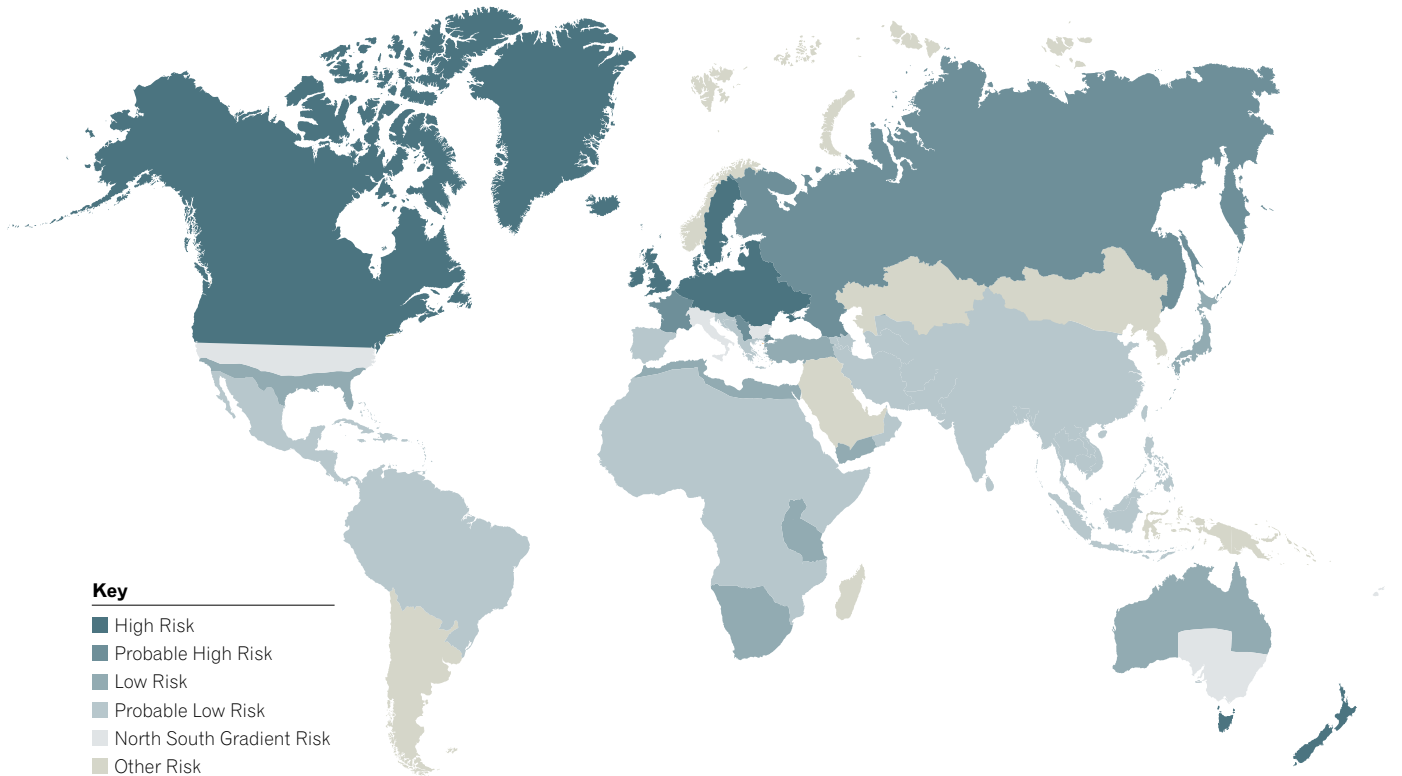 Key
High Risk
Probable High Risk
Low Risk
Probable Low Risk
North South Gradient Risk
Other Risk